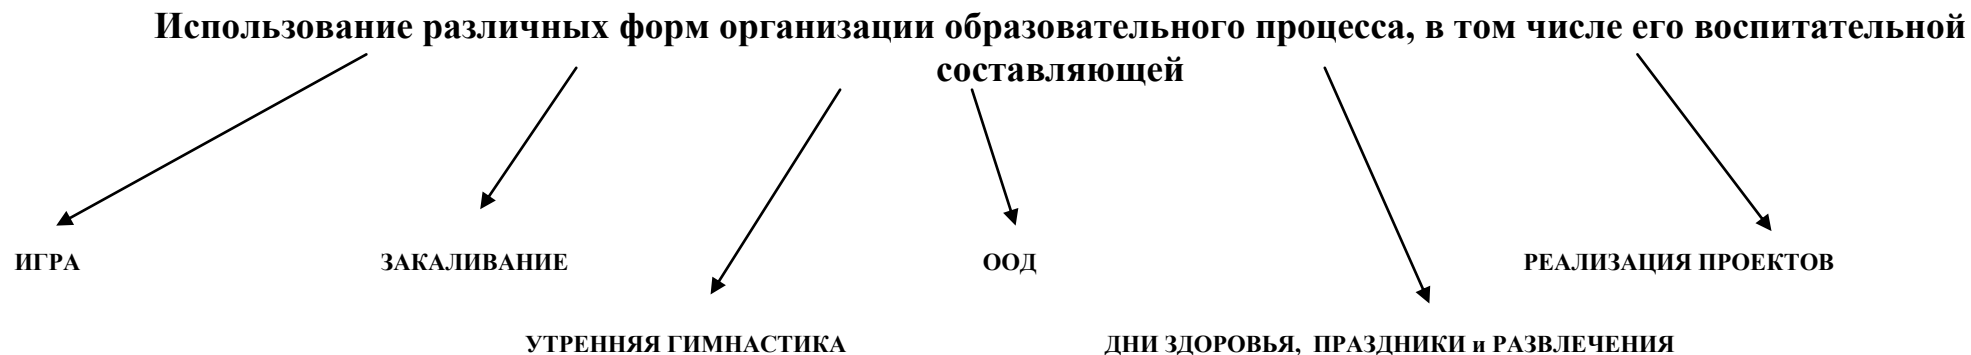 Использование различных форм организации образовательного процесса, в том числе его воспитательной
составляющей
ИГРА
ЗАКАЛИВАНИЕ
ООД
РЕАЛИЗАЦИЯ ПРОЕКТОВ
УТРЕННЯЯ ГИМНАСТИКА
ДНИ ЗДОРОВЬЯ, ПРАЗДНИКИ и РАЗВЛЕЧЕНИЯ